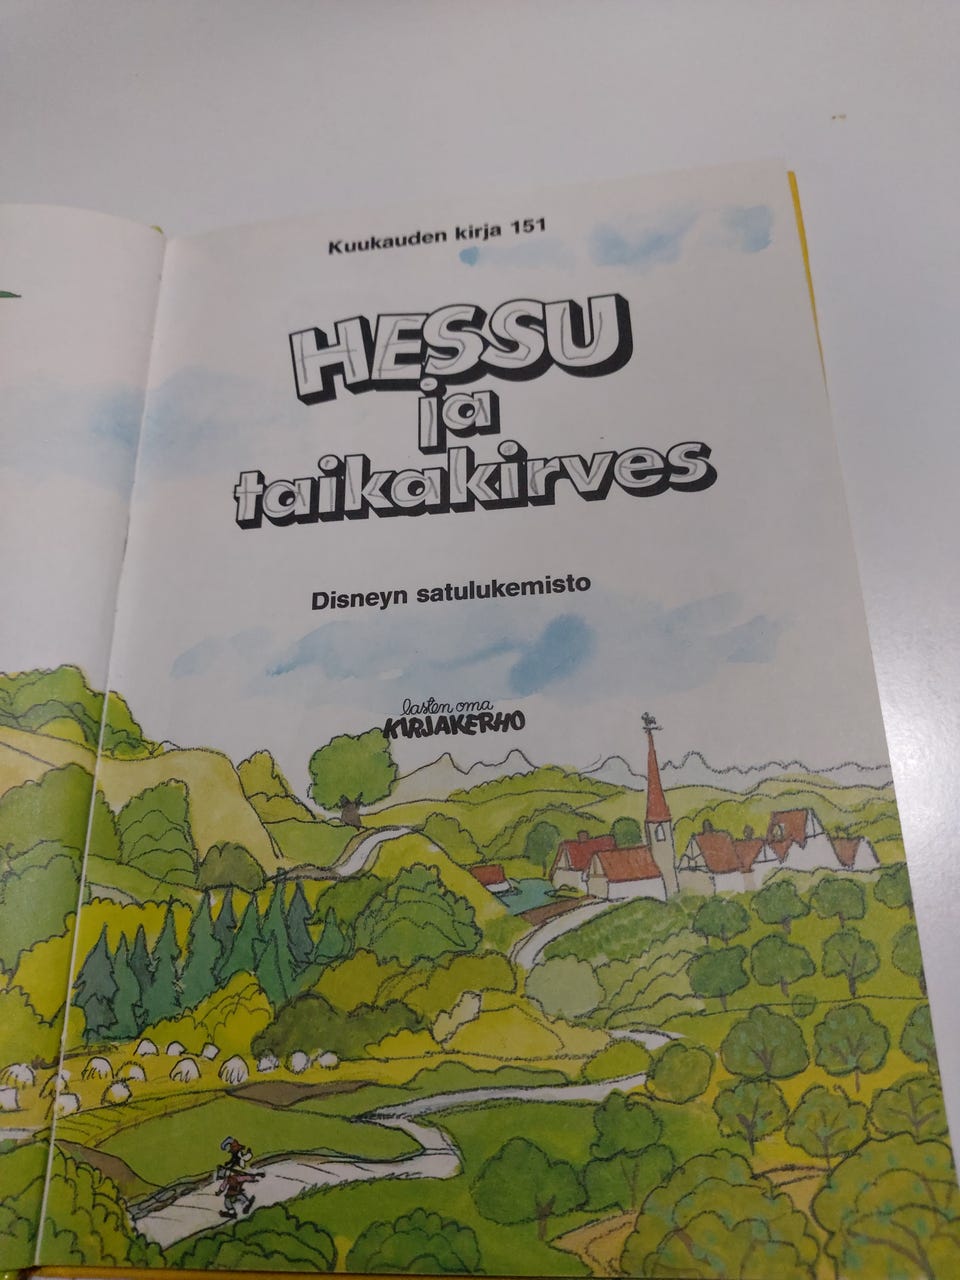 Kuukauden kirja 151
HESSU
ja
taikakirves
Disneyn satulukemisto
lasten oma
KIRJAKERHO